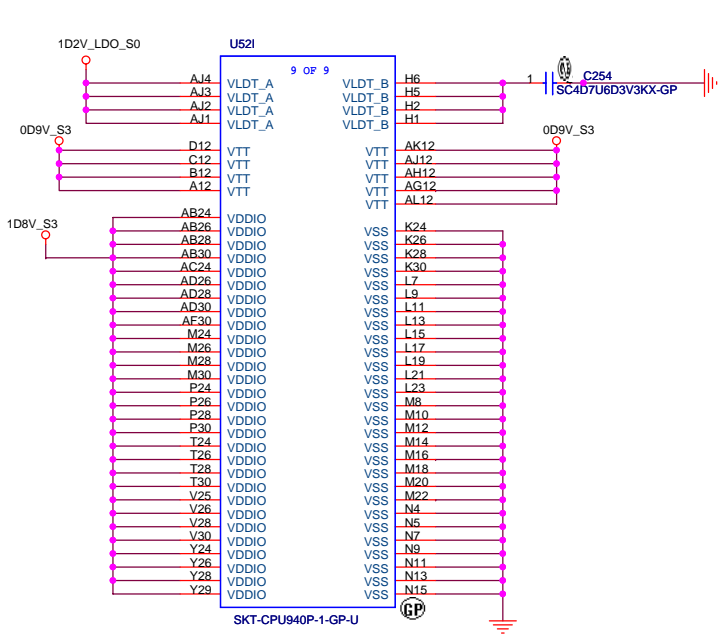 1D2V_LDO_S0
U52I
9 OF 9
AJ4 VLDT_A VLDT_B H6 1 C254
AJ3 VLDT_A VLDT_B H5 SC4D7U6D3V3KX-GP
AJ2 VLDT_A VLDT_B H2
AJ1 VLDT_A VLDT_B H1
0D9V_S3 0D9V_S3
D12 VTT VTT AK12
C12 VTT VTT AJ12
B12 VTT VTT AH12
A12 VTT VTT AG12
VTT AL12
1D8V_S3
AB24 VDDIO
AB26 VDDIO VSS K24
AB28 VDDIO VSS K26
AB30 VDDIO VSS K28
AC24 VDDIO VSS K30
AD26 VDDIO VSS L7
AD28 VDDIO VSS L9
AD30 VDDIO VSS L11
AF30 VDDIO VSS L13
M24 VDDIO VSS L15
M26 VDDIO VSS L17
M28 VDDIO VSS L19
M30 VDDIO VSS L21
P24 VDDIO VSS L23
P26 VDDIO VSS M8
P28 VDDIO VSS M10
P30 VDDIO VSS M12
T24 VDDIO VSS M14
T26 VDDIO VSS M16
T28 VDDIO VSS M18
T30 VDDIO VSS M20
V25 VDDIO VSS M22
V26 VDDIO VSS N4
V28 VDDIO VSS N5
V30 VDDIO VSS N7
Y24 VDDIO VSS N9
Y26 VDDIO VSS N11
Y28 VDDIO VSS N13
Y29 VDDIO VSS N15
GP
SKT-CPU940P-1-GP-U